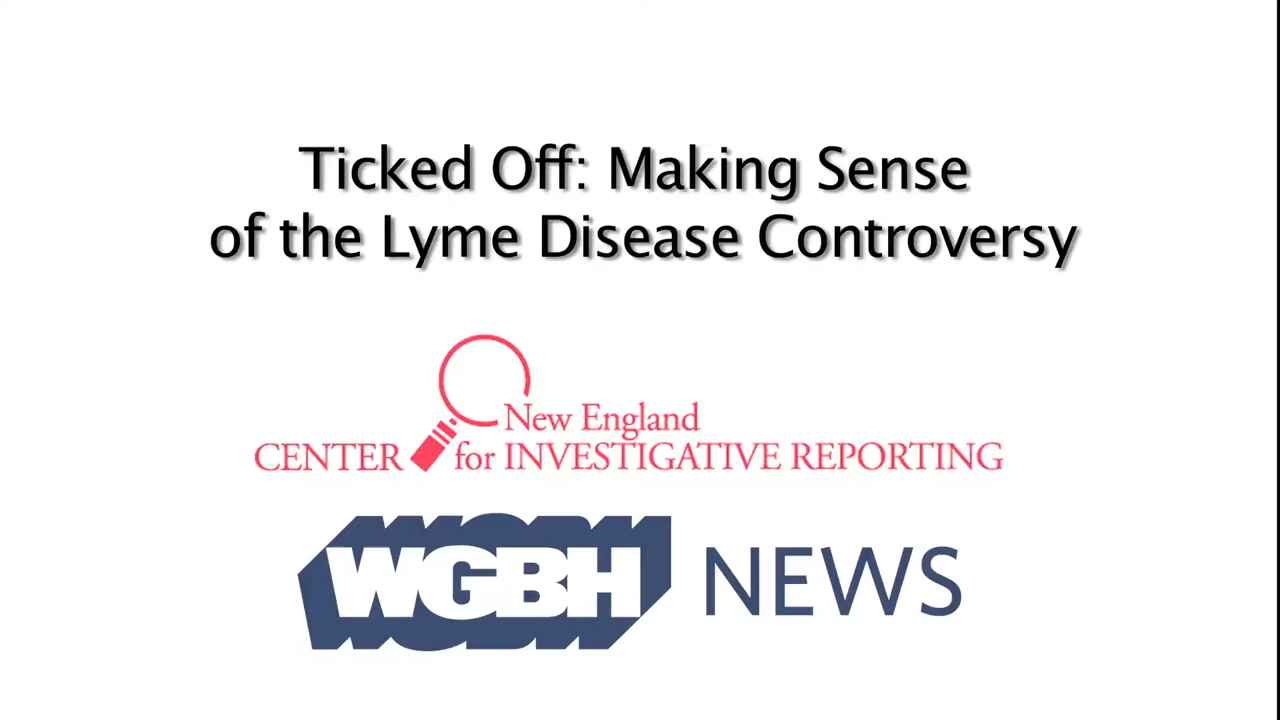 Ticked Off: Making Sense
of the Lyme Disease Controversy
New England
CENTER for INVESTIGATIVE REPORTING
WGBH NEWS